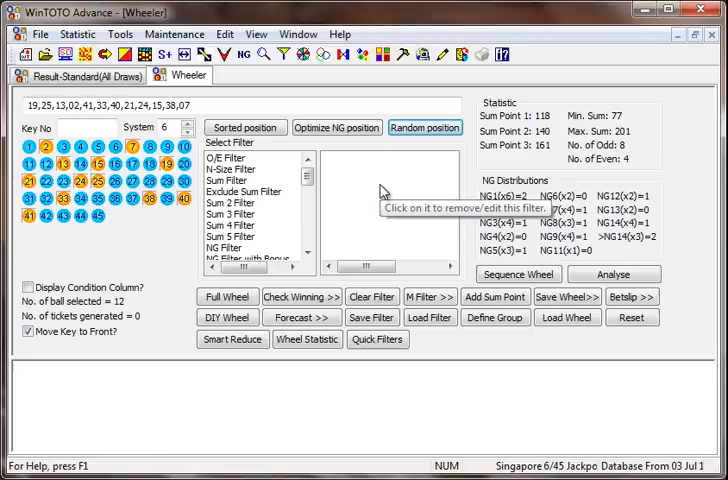 WinTOTO Advance - [Wheeler]
File Statistic Tools Maintenance Edit View Window Help
S+ NG
Result-Standard(All Draws) Wheeler
19,25,13,02,41,33,40,21,24,15,38,07
Key No System 6
Sorted position Optimize NG position Random position
1 2 3 4 5 6 7 8 9 10
11 12 13 14 15 16 17 18 19 20
21 22 23 24 25 26 27 28 29 30
31 32 33 34 35 36 37 38 39 40
41 42 43 44 45
Select Filter
O/E Filter
N-Size Filter
Sum Filter
Exclude Sum Filter
Sum 2 Filter
Sum 3 Filter
Sum 4 Filter
Sum 5 Filter
NG Filter
NG Filter with Bonus
Click on it to remove/edit this filter.
Statistic
Sum Point 1: 118 Min. Sum: 77
Sum Point 2: 140 Max. Sum: 201
Sum Point 3: 161 No. of Odd: 8
No. of Even: 4
NG Distributions
NG1(x6)=2 NG6(x2)=0 NG12(x2)=1
7(x4)=1 NG13(x2)=0
NG8(x3)=1 NG14(x3)=0
NG4(x2)=0 NG9(x4)=1 >NG14(x3)=2
NG5(x3)=1 NG11(x1)=0
Sequence Wheel Analyse
Display Condition Column?
No. of ball selected = 12
No. of tickets generated = 0
Move Key to Front?
Full Wheel Check Winning >> Clear Filter M Filter >> Add Sum Point Save Wheel>> Betslip >>
DIY Wheel Forecast >> Save Filter Load Filter Define Group Load Wheel Reset
Smart Reduce Wheel Statistic Quick Filters
For Help, press F1 NUM Singapore 6/45 Jackpo Database From 03 Jul 1